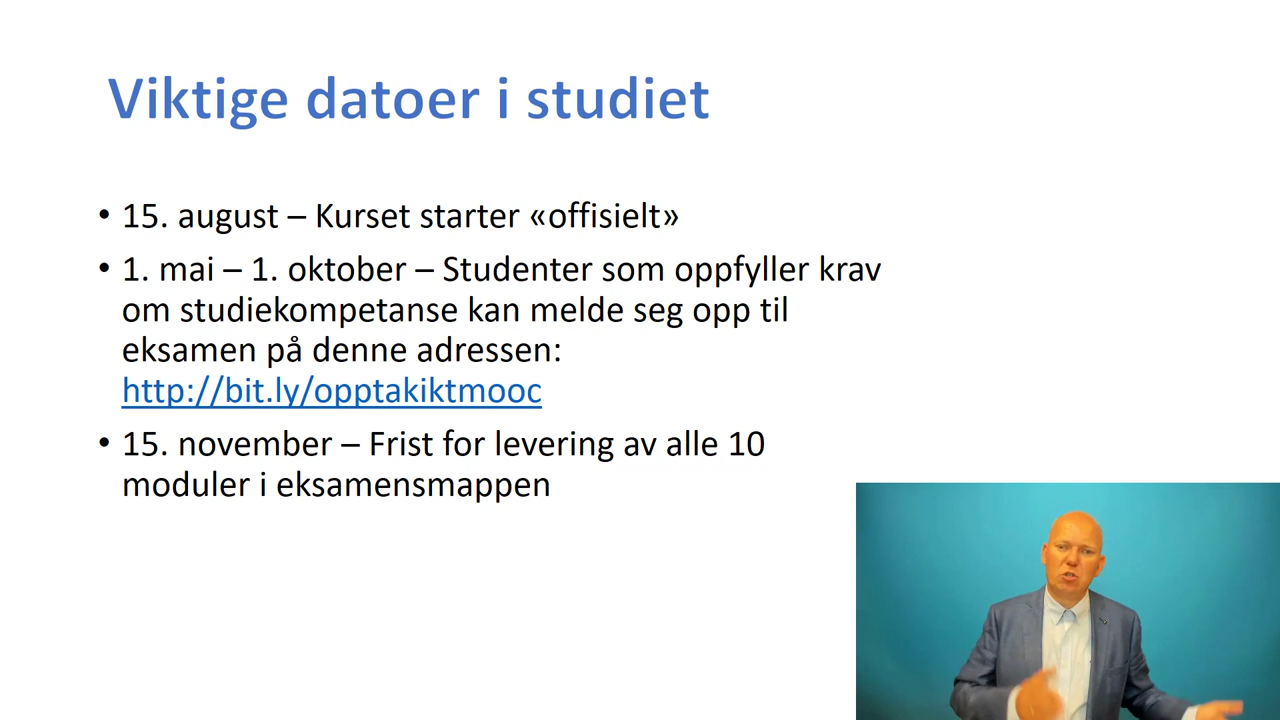 Viktige datoer i studiet
• 15. august – Kurset starter «offisielt»
• 1. mai – 1. oktober – Studenter som oppfyller krav
om studiekompetanse kan melde seg opp til
eksamen på denne adressen:
http://bit.ly/opptakiktmooc
• 15. november – Frist for levering av alle 10
moduler i eksamensmappen